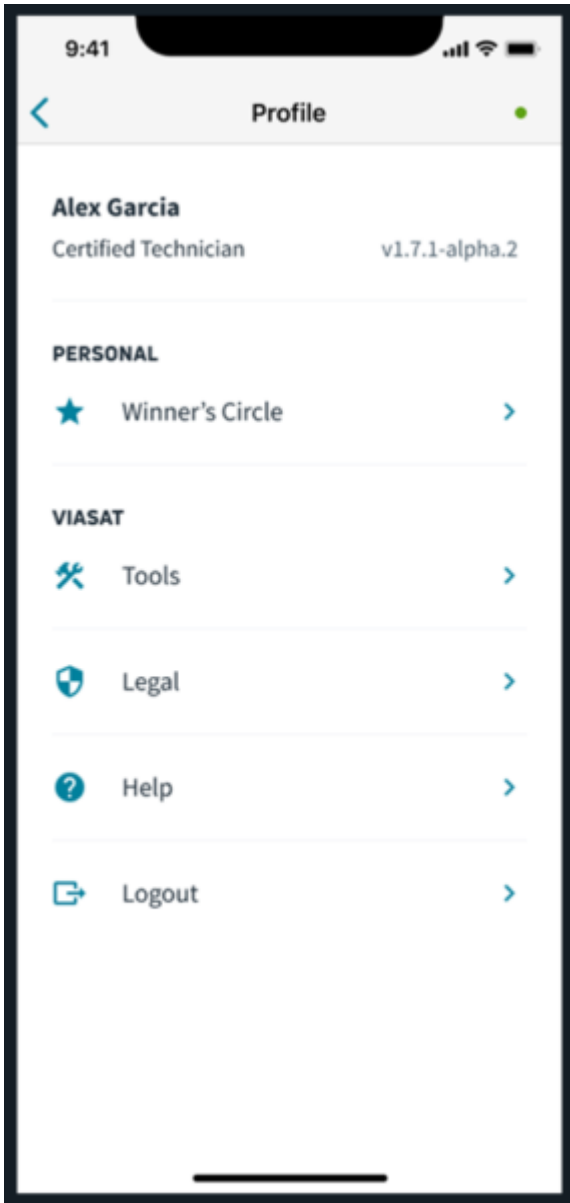 9:41
Profile
Alex Garcia
Certified Technician v1.7.1-alpha.2
PERSONAL
Winner’s Circle
VIASAT
Tools
Legal
Help
Logout